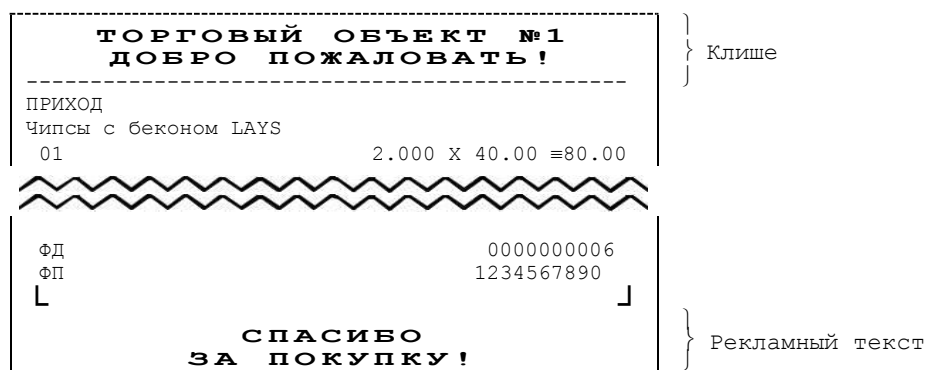 ТОРГОВЫЙ ОБЪЕКТ №1
ДОБРО ПОЖАЛОВАТЬ!
Клише
ПРИХОД
Чипсы с беконом LAYS
01 2.000 X 40.00 ≡80.00
ФД 0000000006
ФП 1234567890
СПАСИБО
ЗА ПОКУПКУ!
Рекламный текст